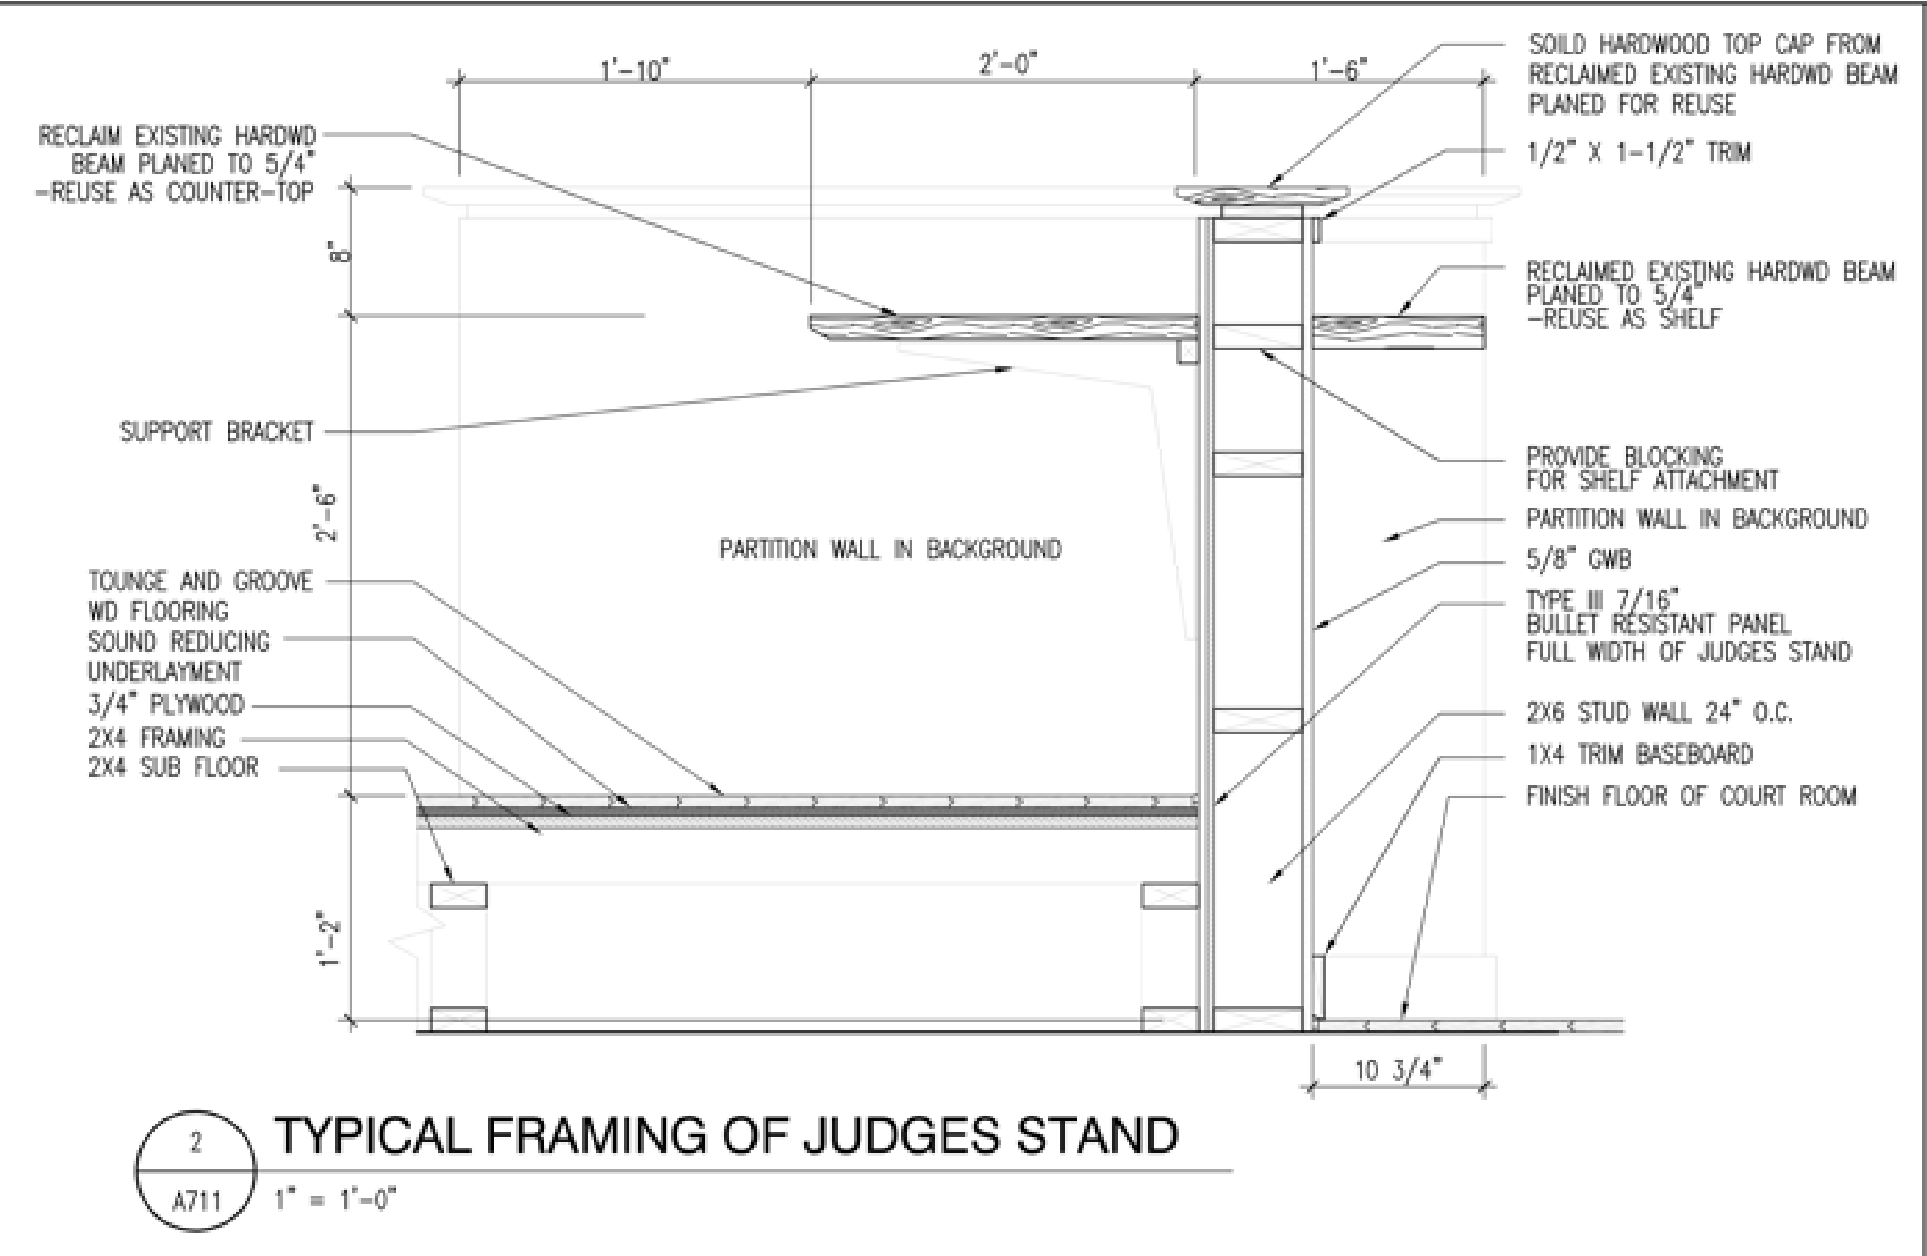 1'-10"
2'-0"
1'-6"
SOILD HARDWOOD TOP CAP FROM
RECLAIMED EXISTING HARDWD BEAM
PLANED FOR REUSE
1/2" X 1-1/2" TRIM
RECLAIM EXISTING HARDWD
BEAM PLANED TO 5/4"
-REUSE AS COUNTER-TOP
8"
RECLAIMED EXISTING HARDWD BEAM
PLANED TO 5/4"
-REUSE AS SHELF
SUPPORT BRACKET
2'-6"
PROVIDE BLOCKING
FOR SHELF ATTACHMENT
PARTITION WALL IN BACKGROUND
PARTITION WALL IN BACKGROUND
5/8" GWB
TYPE III 7/16"
BULLET RESISTANT PANEL
FULL WIDTH OF JUDGES STAND
TOUNGE AND GROOVE
WD FLOORING
SOUND REDUCING
UNDERLAYMENT
3/4" PLYWOOD
2X4 FRAMING
2X4 SUB FLOOR
2X6 STUD WALL 24" O.C.
1X4 TRIM BASEBOARD
FINISH FLOOR OF COURT ROOM
1'-2"
10 3/4"
2
A711
TYPICAL FRAMING OF JUDGES STAND
1" = 1'-0"